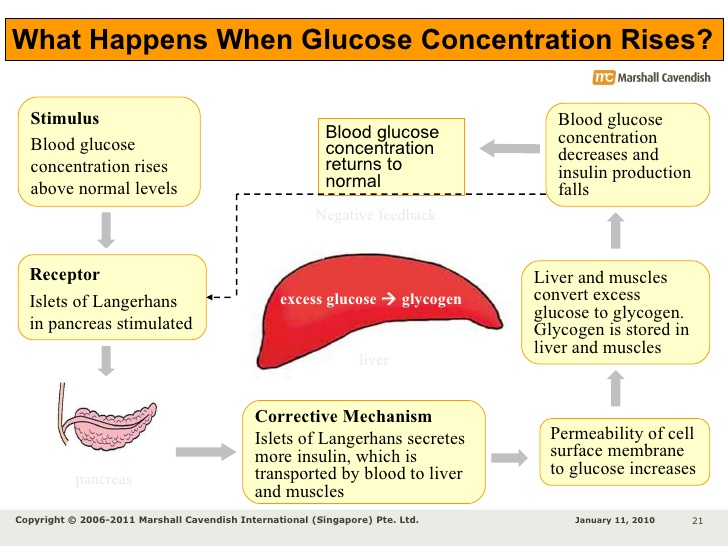 What Happens When Glucose Concentration Rises?
mc Marshall Cavendish
Stimulus
Blood glucose
concentration rises
above normal levels
Blood glucose
concentration
returns to
normal
Blood glucose
concentration
decreases and
insulin production
falls
Negative feedback
Receptor
Islets of Langerhans
in pancreas stimulated
excess glucose → glycogen
liver
Liver and muscles
convert excess
glucose to glycogen.
Glycogen is stored in
liver and muscles
pancreas
Corrective Mechanism
Islets of Langerhans secretes
more insulin, which is
transported by blood to liver
and muscles
Permeability of cell
surface membrane
to glucose increases
Copyright © 2006-2011 Marshall Cavendish International (Singapore) Pte. Ltd.
January 11, 2010
21